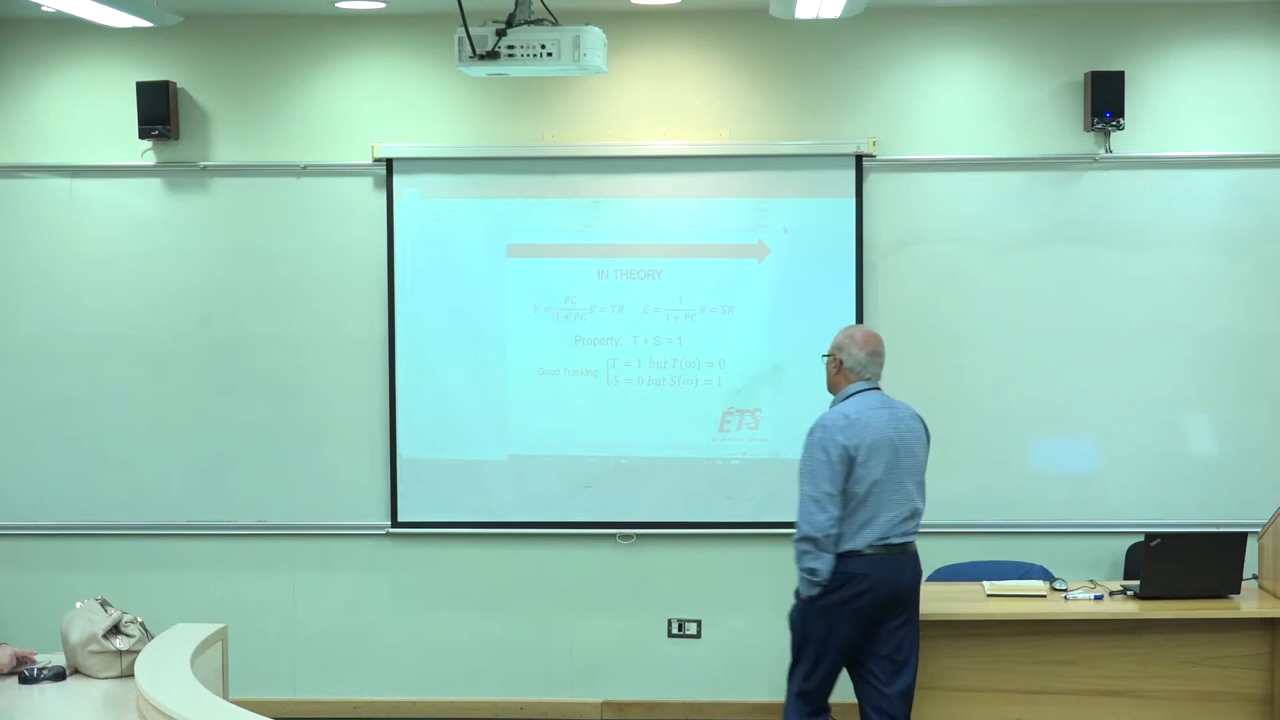 IN THEORY
Y = PC / 1 + PC R = TR E = 1 / 1 + PC R = SR
Property: T + S = 1
Good Tracking: { T = 1 but T(∞) = 0
S = 0 but S(∞) = 1
ÉTS